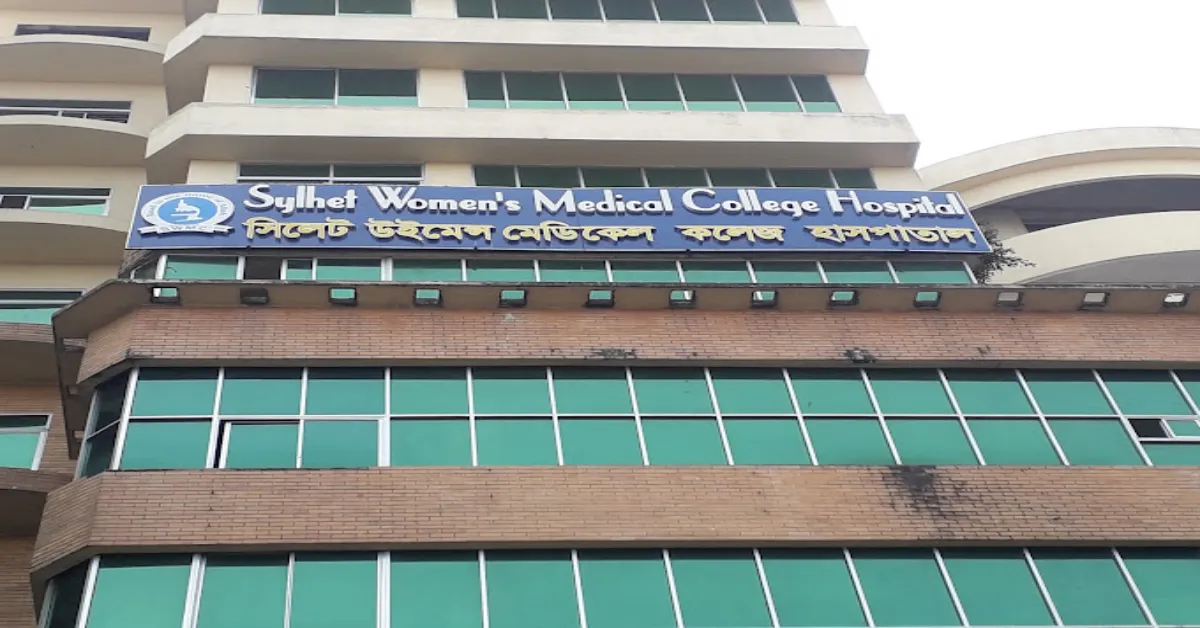 Sylhet Women's Medical College Hospital
সিলেট উইমেন্স মেডিকেল কলেজ হাসপাতাল